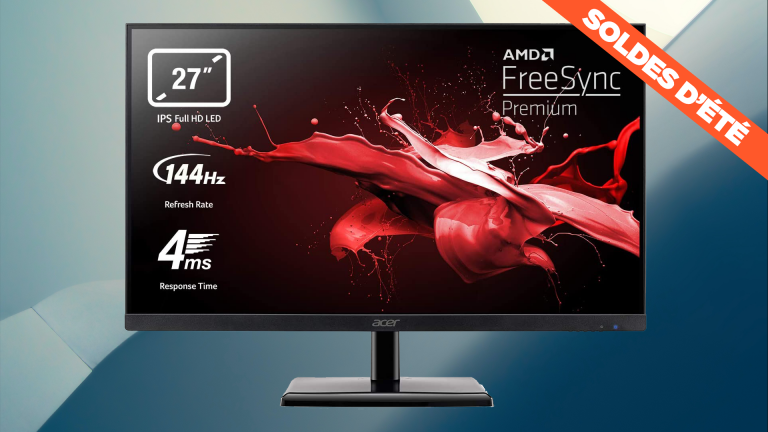 27"
IPS Full HD LED
144Hz
Refresh Rate
4ms
Response Time
AMD
FreeSync
Premium
SOLDES D'ÉTÉ
acer